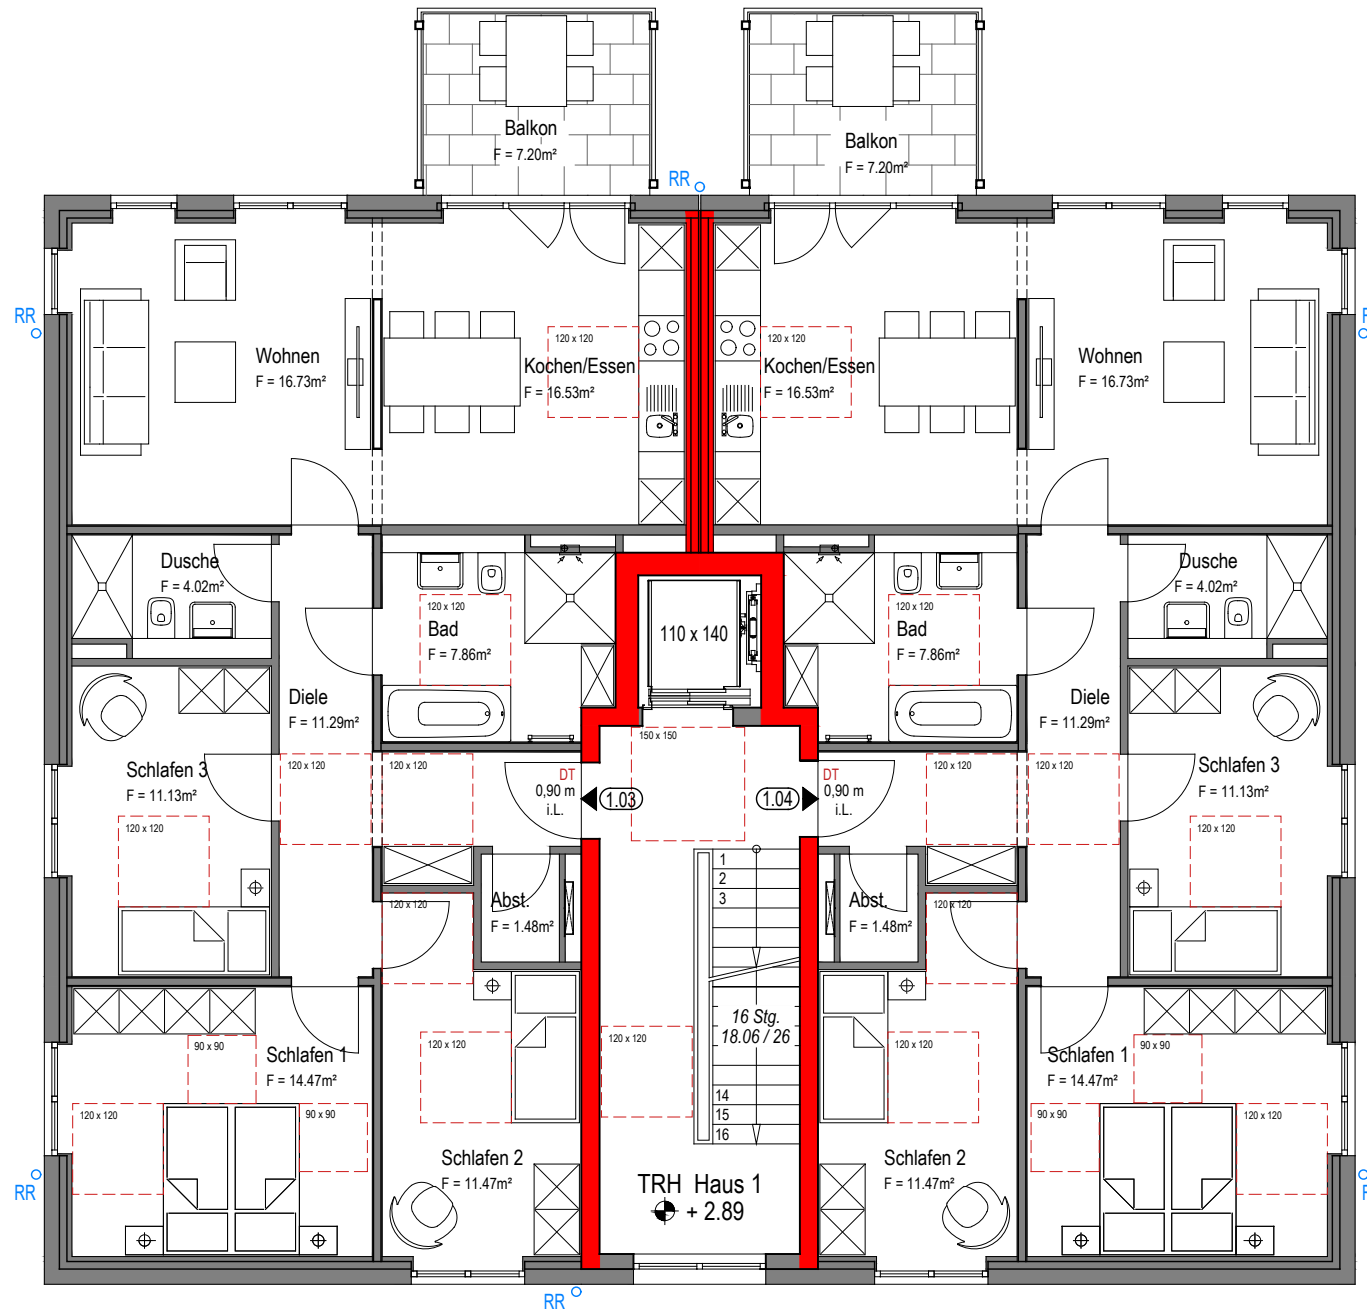 Balkon
F = 7.20m²
Balkon
F = 7.20m²
RR
RR
Wohnen
F = 16.73m²
120 x 120
Kochen/Essen
F = 16.53m²
120 x 120
Kochen/Essen
F = 16.53m²
Wohnen
F = 16.73m²
Dusche
F = 4.02m²
120 x 120
Bad
F = 7.86m²
110 x 140
120 x 120
Bad
F = 7.86m²
Dusche
F = 4.02m²
Diele
F = 11.29m²
Diele
F = 11.29m²
150 x 150
Schlafen 3
F = 11.13m²
120 x 120
120 x 120
120 x 120
DT
0,90 m
i.L.
1.03
1.04
DT
0,90 m
i.L.
120 x 120
120 x 120
Schlafen 3
F = 11.13m²
120 x 120
1
2
3
120 x 120
Abst.
F = 1.48m²
Abst.
F = 1.48m²
120 x 120
16 Stg.
18.06 / 26
90 x 90
Schlafen 1
F = 14.47m²
120 x 120
120 x 120
120 x 120
Schlafen 1
F = 14.47m²
90 x 90
120 x 120
90 x 90
14
15
16
90 x 90
120 x 120
Schlafen 2
F = 11.47m²
Schlafen 2
F = 11.47m²
TRH Haus 1
+ 2.89
RR
RR